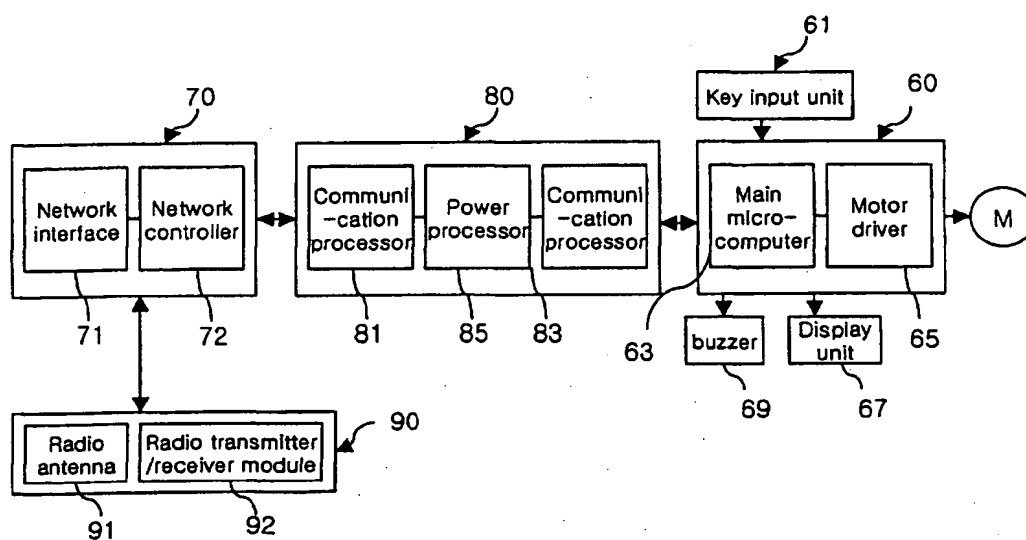 61
Key input unit
70
80
60
Network
interface
Network
controller
Communi
-cation
processor
Power
processor
Communi
-cation
processor
Main
micro-
computer
Motor
driver
M
71
72
81
85
83
63
65
buzzer
Display
unit
69
67
Radio
antenna
Radio transmitter
/receiver module
90
91
92